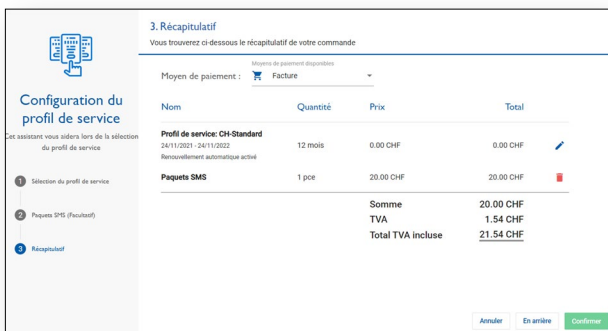 Configuration du
profil de service
Cet assistant vous aidera lors de la sélection
du profil de service
1 Sélection du profil de service
2 Paquets SMS (Facultatif)
3 Récapitulatif
3. Récapitulatif
Vous trouverez ci-dessous le récapitulatif de votre commande
Moyens de paiement disponibles
Moyen de paiement : Facture
Nom Quantité Prix Total
Profil de service: CH-Standard
24/11/2021 - 24/11/2022 12 mois 0.00 CHF 0.00 CHF
Renouvellement automatique activé
Paquets SMS 1 pce 20.00 CHF 20.00 CHF
Somme 20.00 CHF
TVA 1.54 CHF
Total TVA incluse 21.54 CHF
Annuler En arrière Confirmer